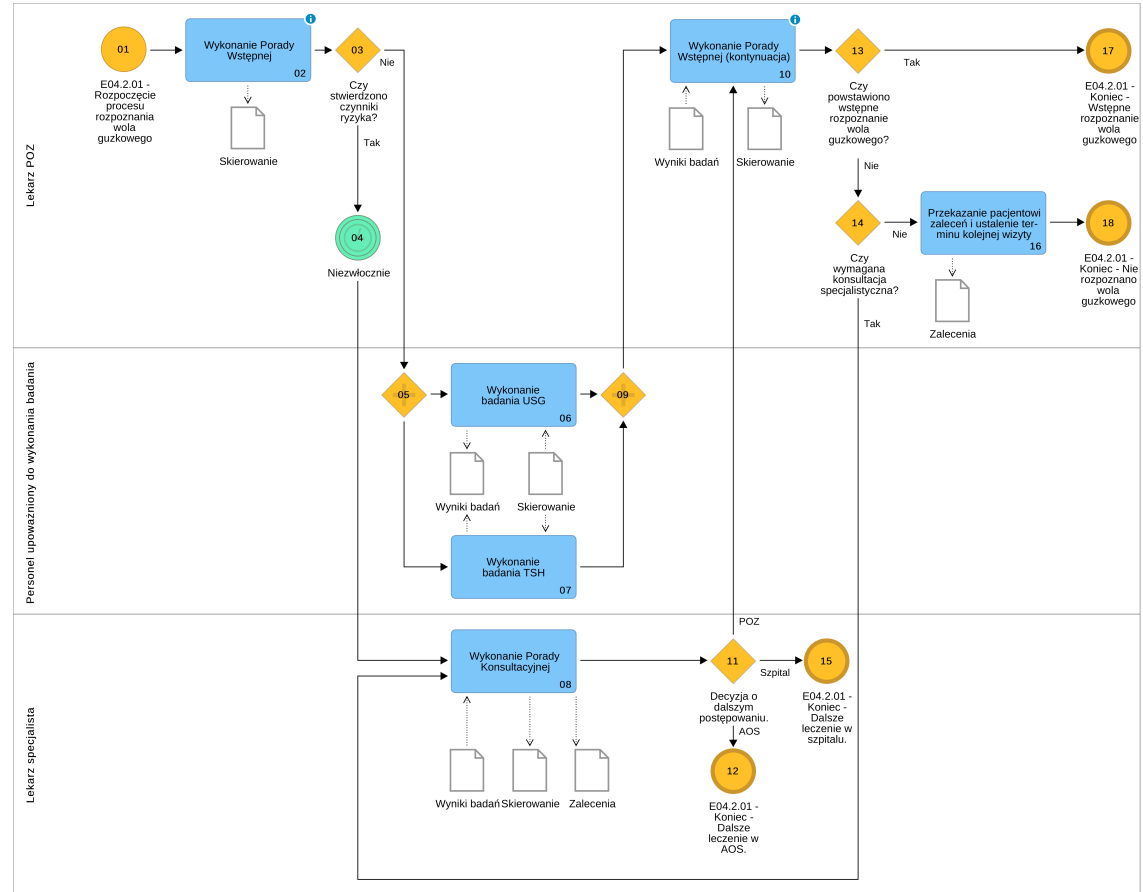 Lekarz POZ
01
E04.2.01 -
Rozpoczęcie
procesu
rozpoznania
wola
guzkowego
Wykonanie Porady
Wstępnej
02
i
Skierowanie
03
Nie
Czy
stwierdzono
czynniki
ryzyka?
Tak
04
Niezwłocznie
Wykonanie Porady
Wstępnej (kontynuacja)
10
i
Wyniki badań
Skierowanie
13
Tak
Czy
powstawiono
wstępne
rozpoznanie
wola
guzkowego?
Nie
17
E04.2.01 -
Koniec -
Wstępne
rozpoznanie
wola
guzkowego
14
Nie
Czy
wymagana
konsultacja
specjalistyczna?
Tak
Przekazanie pacjentowi
zaleceń i ustalenie ter-
minu kolejnej wizyty
16
Zalecenia
18
E04.2.01 -
Koniec - Nie
rozpoznano
wola
guzkowego
Personel upoważniony do wykonania badania
05
Wykonanie
badania USG
06
09
Wyniki badań
Skierowanie
Wykonanie
badania TSH
07
Lekarz specjalista
Wykonanie Porady
Konsultacyjnej
08
Wyniki badań
Skierowanie
Zalecenia
POZ
11
Szpital
Decyzja o
dalszym
postępowaniu.
AOS
15
E04.2.01 -
Koniec -
Dalsze
leczenie w
szpitalu.
12
E04.2.01 -
Koniec -
Dalsze
leczenie w
AOS.